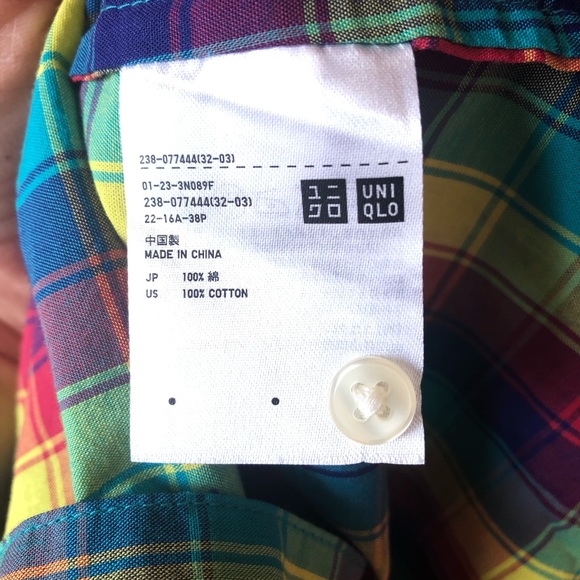 238-077444(32-03)
01-23-3N089F
238-077444(32-03)
22-16A-38P
ユニ
クロ
UNI
QLO
中国製
MADE IN CHINA
JP 100% 綿
US 100% COTTON